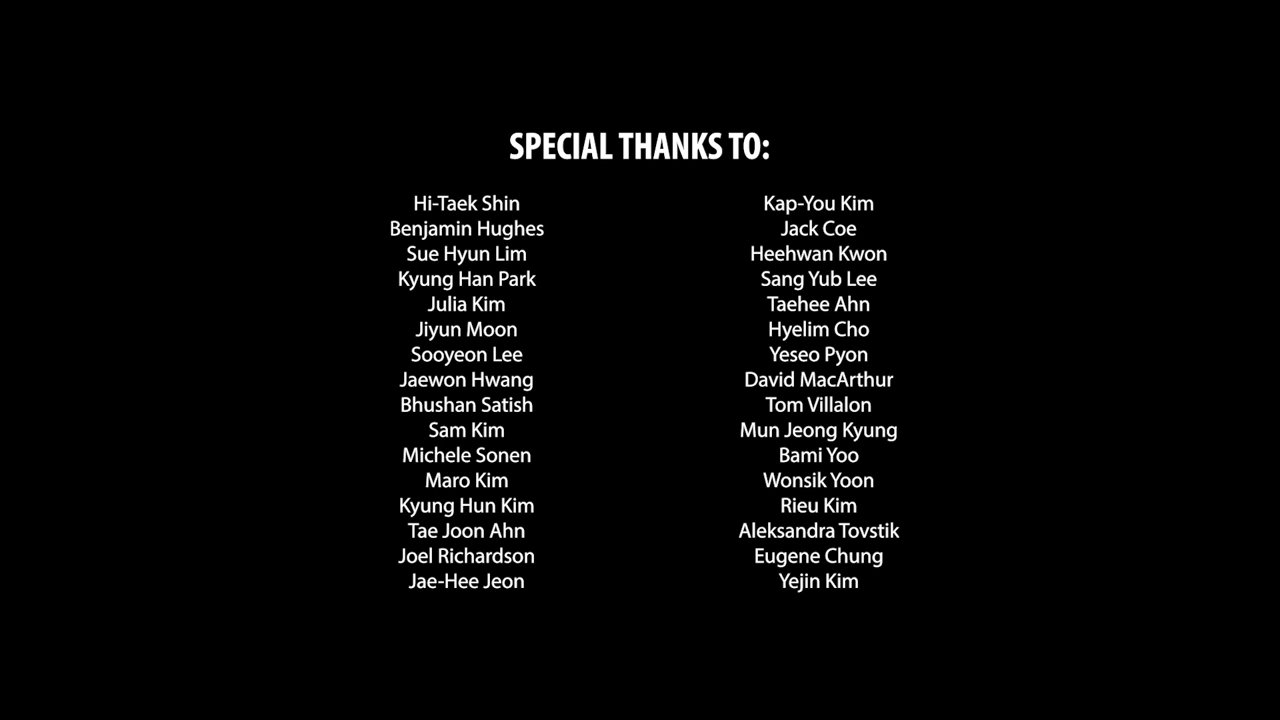 SPECIAL THANKS TO:
Hi-Taek Shin
Benjamin Hughes
Sue Hyun Lim
Kyung Han Park
Julia Kim
Jiyun Moon
Sooyeon Lee
Jaewon Hwang
Bhushan Satish
Sam Kim
Michele Sonen
Maro Kim
Kyung Hun Kim
Tae Joon Ahn
Joel Richardson
Jae-Hee Jeon
Kap-You Kim
Jack Coe
Heehwan Kwon
Sang Yub Lee
Taehee Ahn
Hyelim Cho
Yeseo Pyon
David MacArthur
Tom Villalon
Mun Jeong Kyung
Bami Yoo
Wonsik Yoon
Rieu Kim
Aleksandra Tovstik
Eugene Chung
Yejin Kim